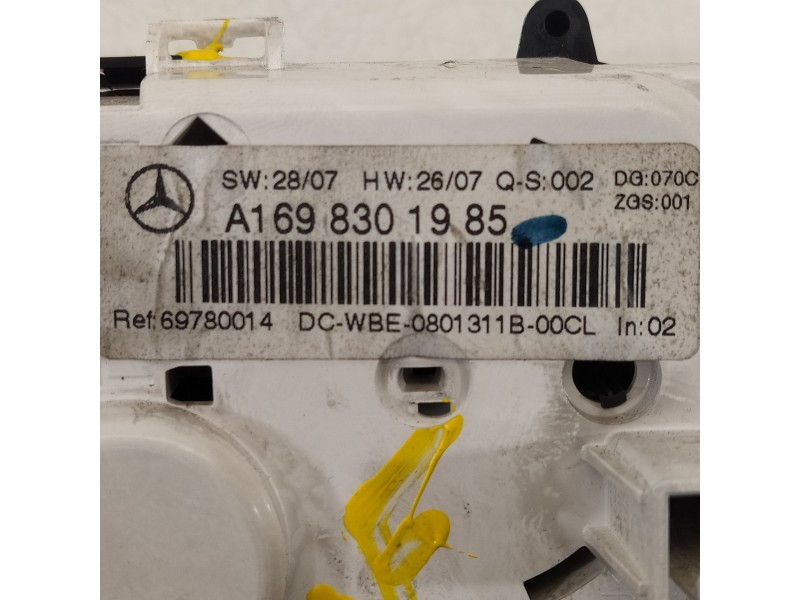 SW:28/07 HW:26/07 Q-S:002 DG:070C
ZGS:001
A169 830 19 85
Ref:69780014 DC-WBE-0801311B-00CL In:02